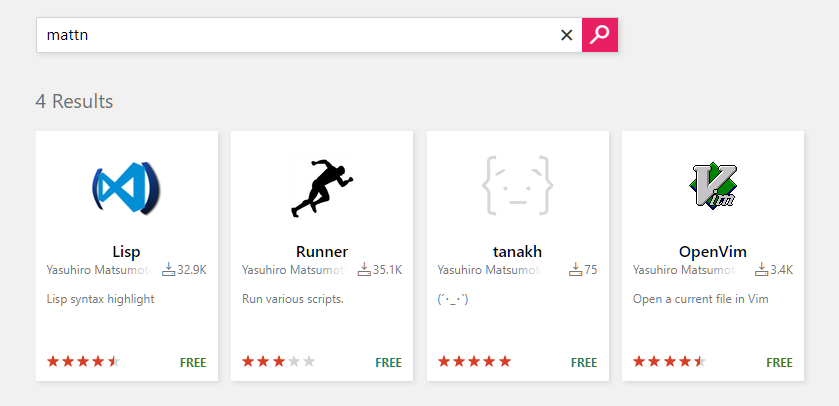 mattn
4 Results
Lisp
Yasuhiro Matsumot 32.9K
Lisp syntax highlight
FREE
Runner
Yasuhiro Matsumot 35.1K
Run various scripts.
FREE
tanakh
Yasuhiro Matsumot 75
(´･_･`)
FREE
Vim
OpenVim
Yasuhiro Matsumot 3.4K
Open a current file in Vim
FREE